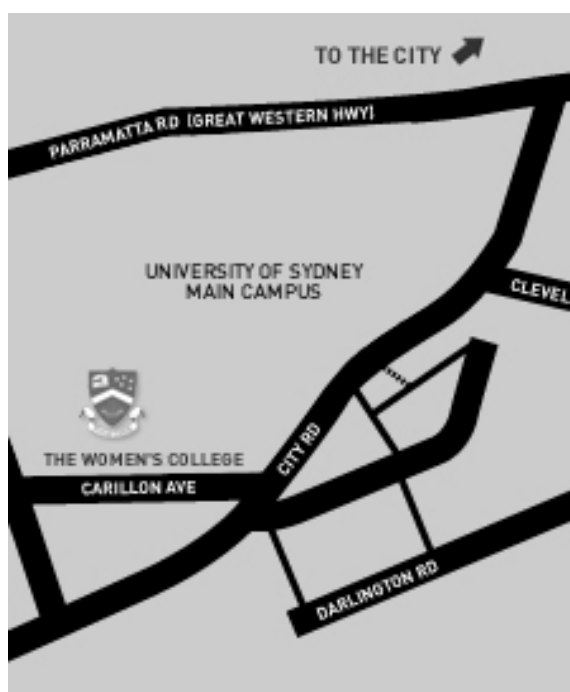 TO THE CITY
PARRAMATTA RD (GREAT WESTERN HWY)
UNIVERSITY OF SYDNEY
MAIN CAMPUS
CLEVEL
CITY RD
THE WOMEN'S COLLEGE
CARILLON AVE
DARLINGTON RD